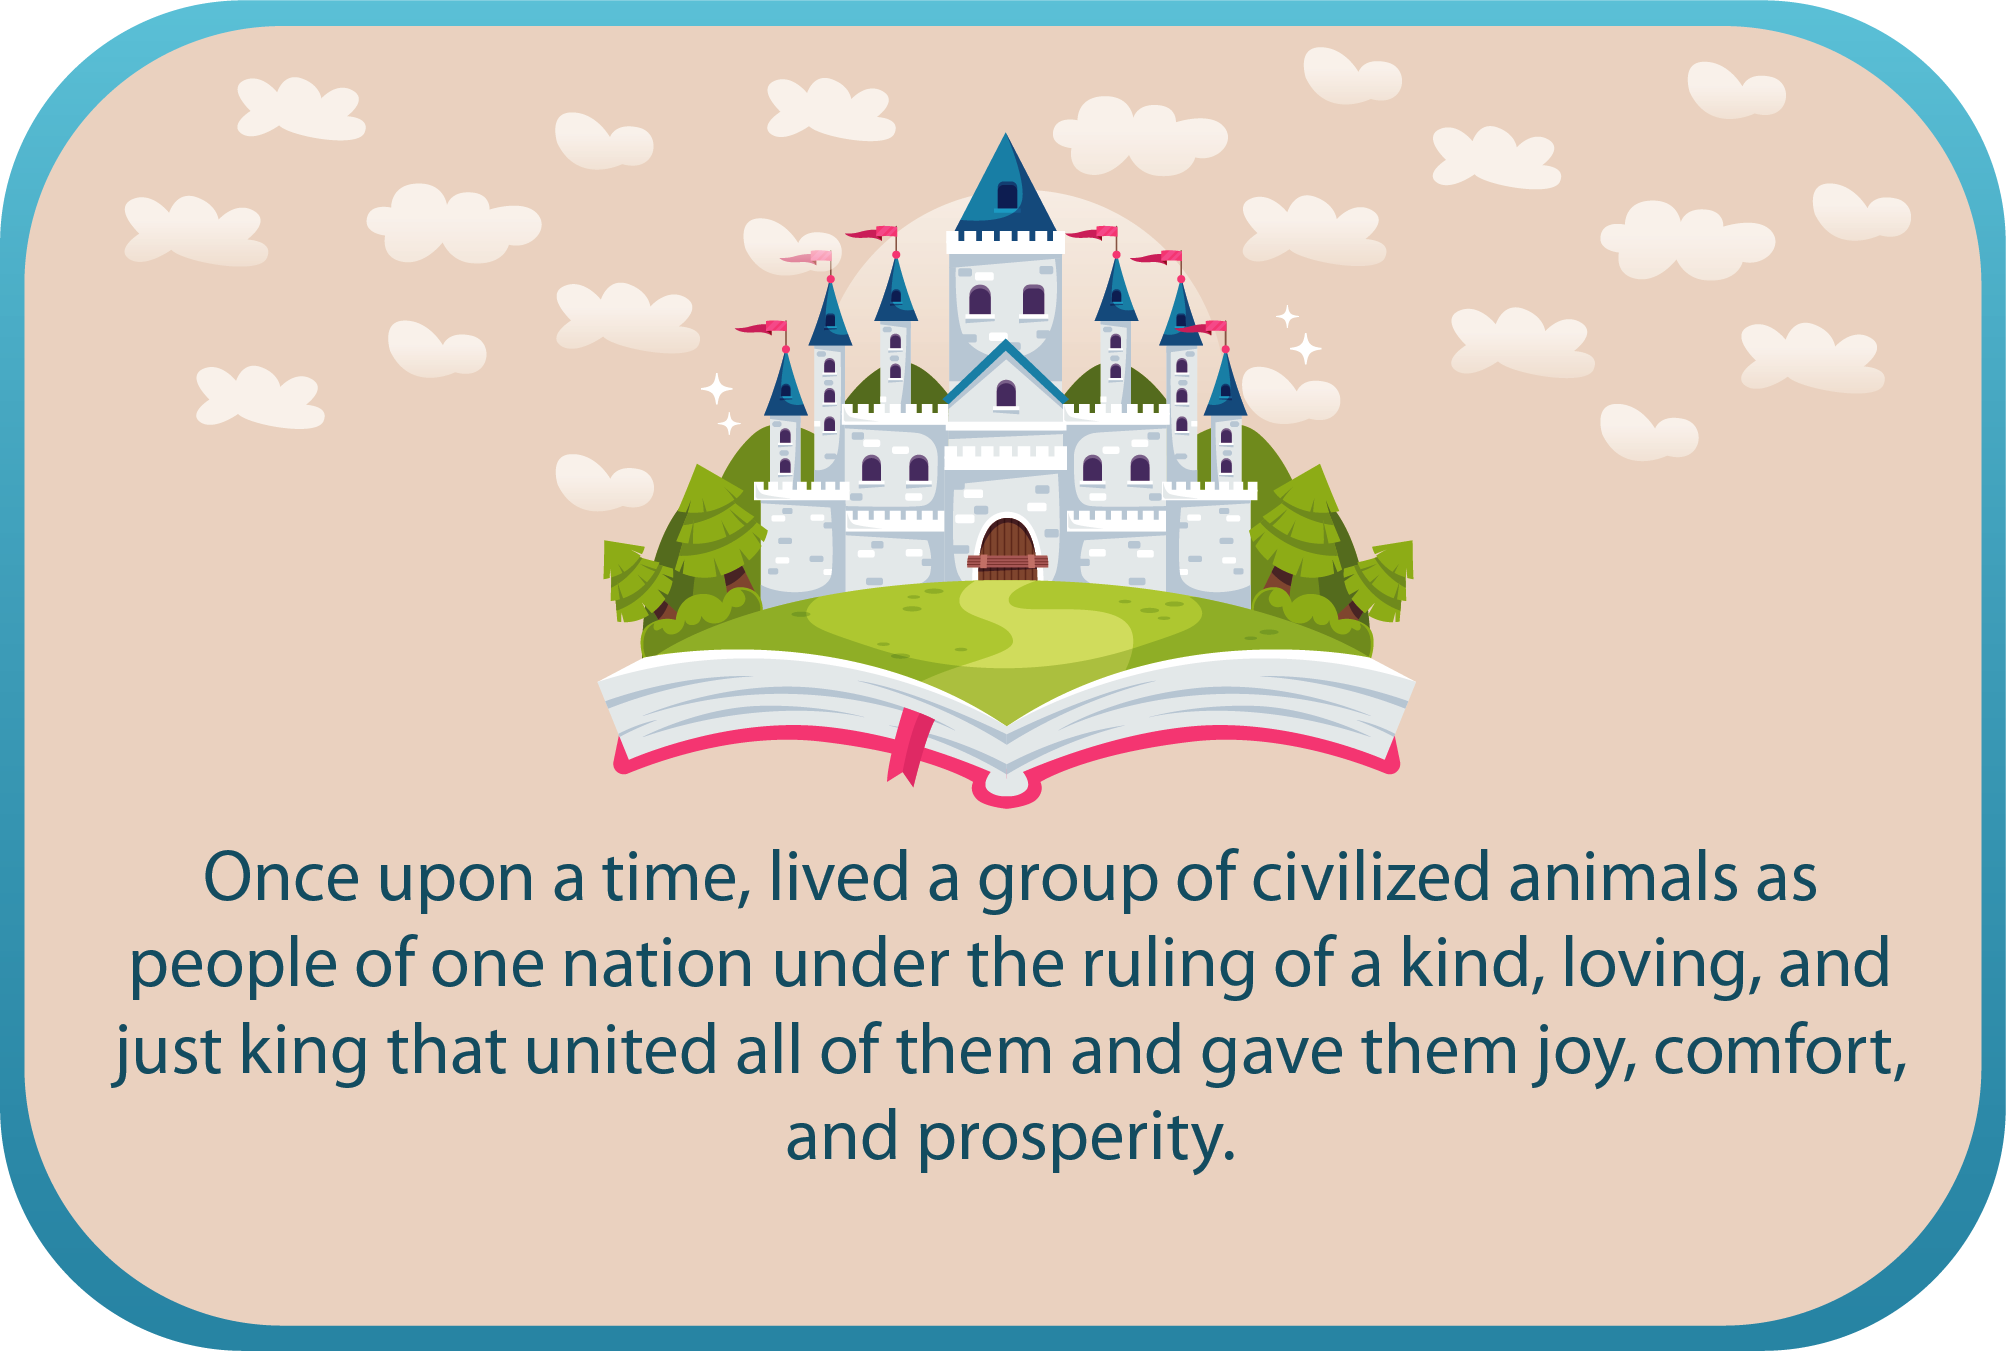 Once upon a time, lived a group of civilized animals as
people of one nation under the ruling of a kind, loving, and
just king that united all of them and gave them joy, comfort,
and prosperity.